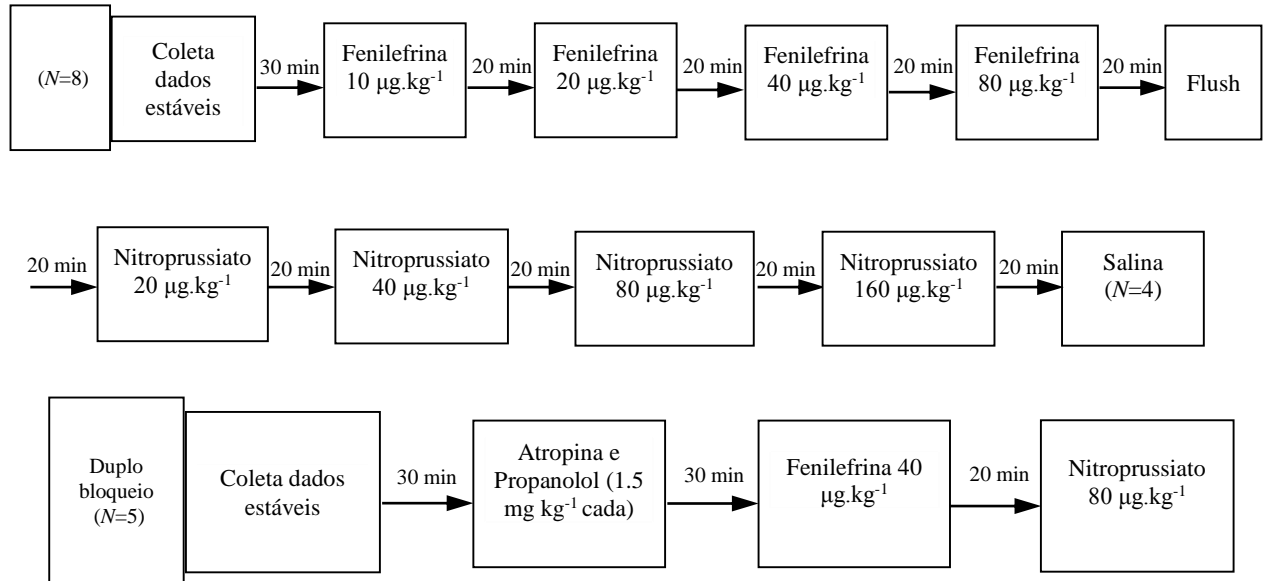 (N=8)
Coleta
dados
estáveis
30 min
Fenilefrina
10 μg.kg⁻¹
20 min
Fenilefrina
20 μg.kg⁻¹
20 min
Fenilefrina
40 μg.kg⁻¹
20 min
Fenilefrina
80 μg.kg⁻¹
20 min
Flush
20 min
Nitroprussiato
20 μg.kg⁻¹
20 min
Nitroprussiato
40 μg.kg⁻¹
20 min
Nitroprussiato
80 μg.kg⁻¹
20 min
Nitroprussiato
160 μg.kg⁻¹
20 min
Salina
(N=4)
Duplo
bloqueio
(N=5)
Coleta dados
estáveis
30 min
Atropina e
Propanolol (1.5
mg kg⁻¹ cada)
30 min
Fenilefrina 40
μg.kg⁻¹
20 min
Nitroprussiato
80 μg.kg⁻¹